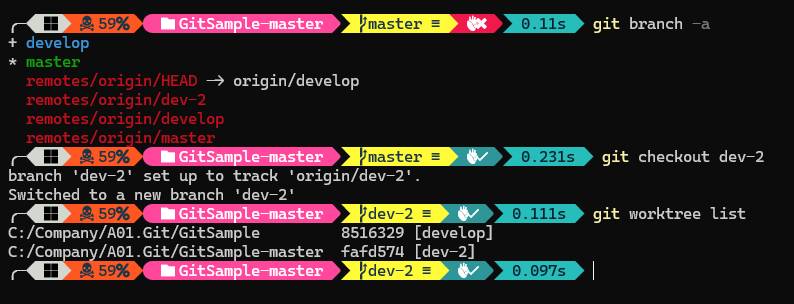 59% GitSample-master master ≡ 0.11s git branch -a
+ develop
* master
remotes/origin/HEAD -> origin/develop
remotes/origin/dev-2
remotes/origin/develop
remotes/origin/master
59% GitSample-master master ≡ 0.231s git checkout dev-2
branch 'dev-2' set up to track 'origin/dev-2'.
Switched to a new branch 'dev-2'
59% GitSample-master dev-2 ≡ 0.111s git worktree list
C:/Company/A01.Git/GitSample 8516329 [develop]
C:/Company/A01.Git/GitSample-master fafd574 [dev-2]
59% GitSample-master dev-2 ≡ 0.097s